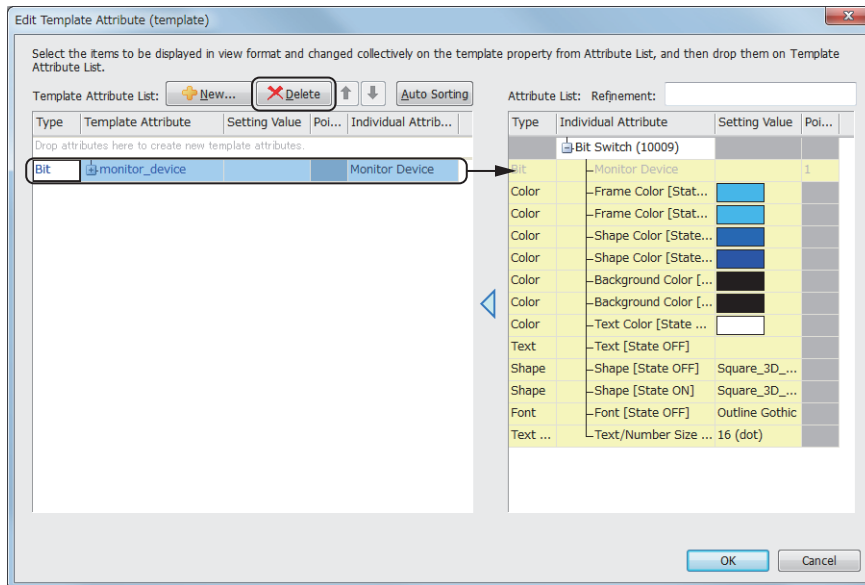 Edit Template Attribute (template)
Select the items to be displayed in view format and changed collectively on the template property from Attribute List, and then drop them on Template
Attribute List.
Template Attribute List: New... Delete Auto Sorting
Type Template Attribute Setting Value Poi... Individual Attrib...
Drop attributes here to create new template attributes.
Bit monitor_device Monitor Device
Attribute List: Refinement:
Type Individual Attribute Setting Value Poi...
Bit Switch (10009)
Bit Monitor Device 1
Color Frame Color [Stat...
Color Frame Color [Stat...
Color Shape Color [State...
Color Shape Color [State...
Color Background Color [...
Color Background Color [...
Color Text Color [State ...
Text Text [State OFF]
Shape Shape [State OFF] Square_3D_...
Shape Shape [State ON] Square_3D_...
Font Font [State OFF] Outline Gothic
Text ... Text/Number Size ... 16 (dot)
OK Cancel